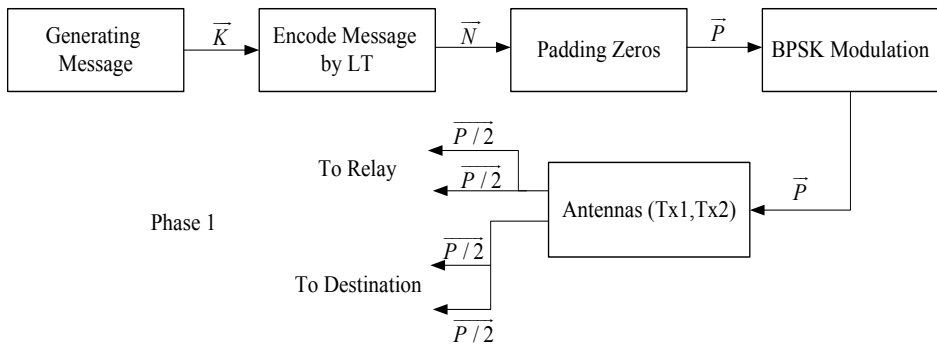 Generating
Message
K
Encode Message
by LT
N
Padding Zeros
P
BPSK Modulation
P
Antennas (Tx1,Tx2)
P / 2
To Relay
P / 2
Phase 1
P / 2
To Destination
P / 2